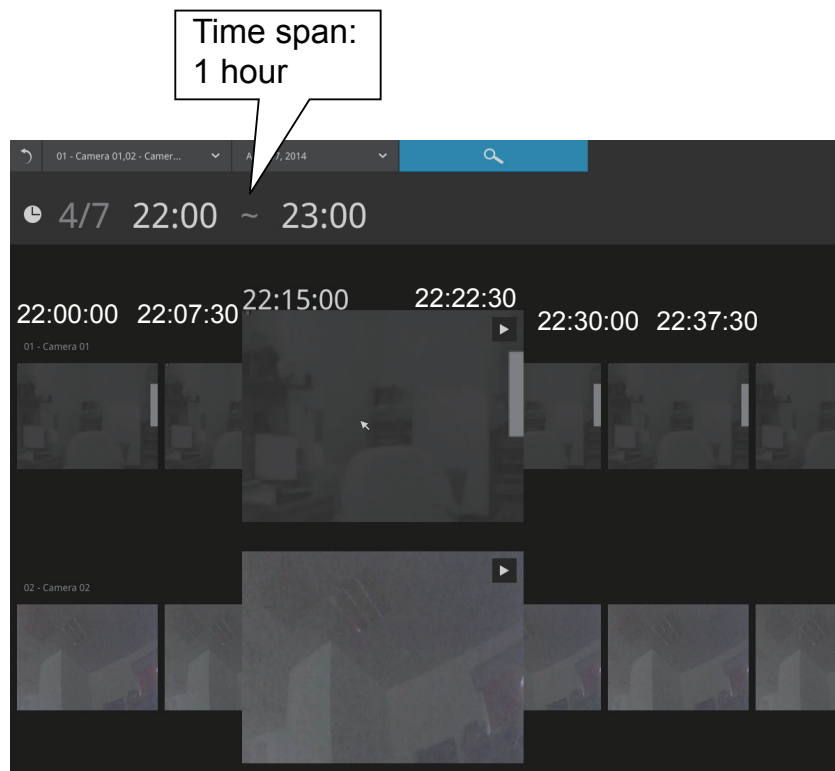 Time span:
1 hour
01 - Camera 01,02 - Camer...
7, 2014
4/7 22:00 ~ 23:00
22:00:00 22:07:30 22:15:00 22:22:30 22:30:00 22:37:30
01 - Camera 01
02 - Camera 02